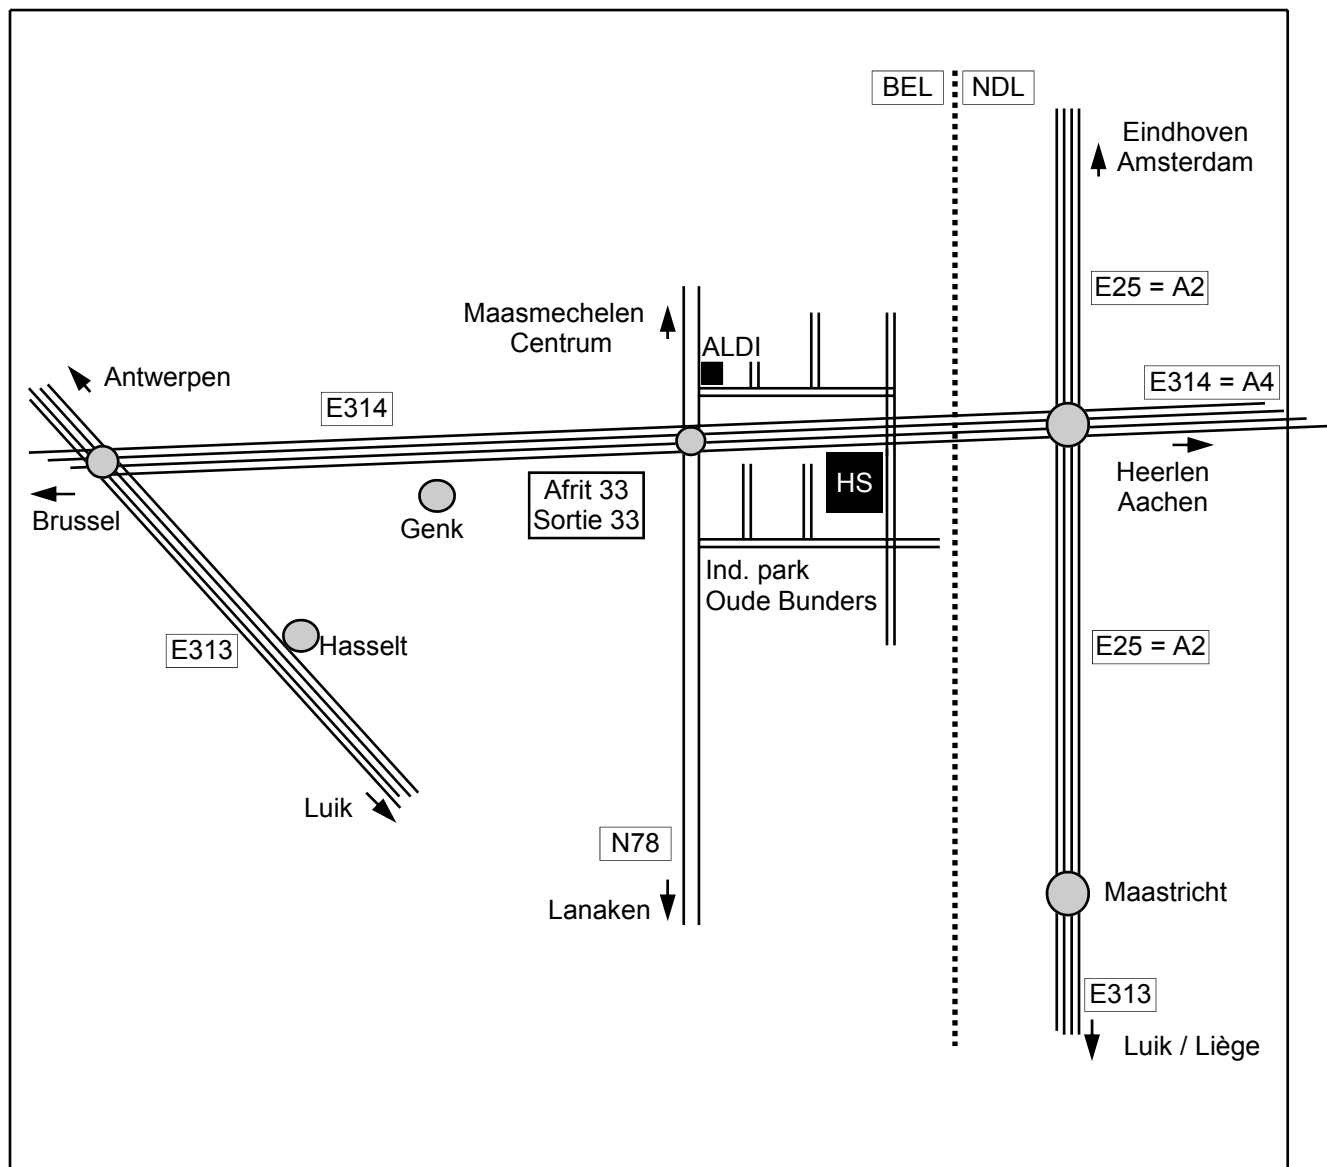 BEL
NDL
Eindhoven
Amsterdam
E25 = A2
Maasmechelen
Centrum
ALDI
Antwerpen
E314
E314 = A4
Brussel
Genk
Afrit 33
Sortie 33
HS
Heerlen
Aachen
Ind. park
Oude Bunders
E313
Hasselt
E25 = A2
Luik
N78
Lanaken
Maastricht
E313
Luik / Liège